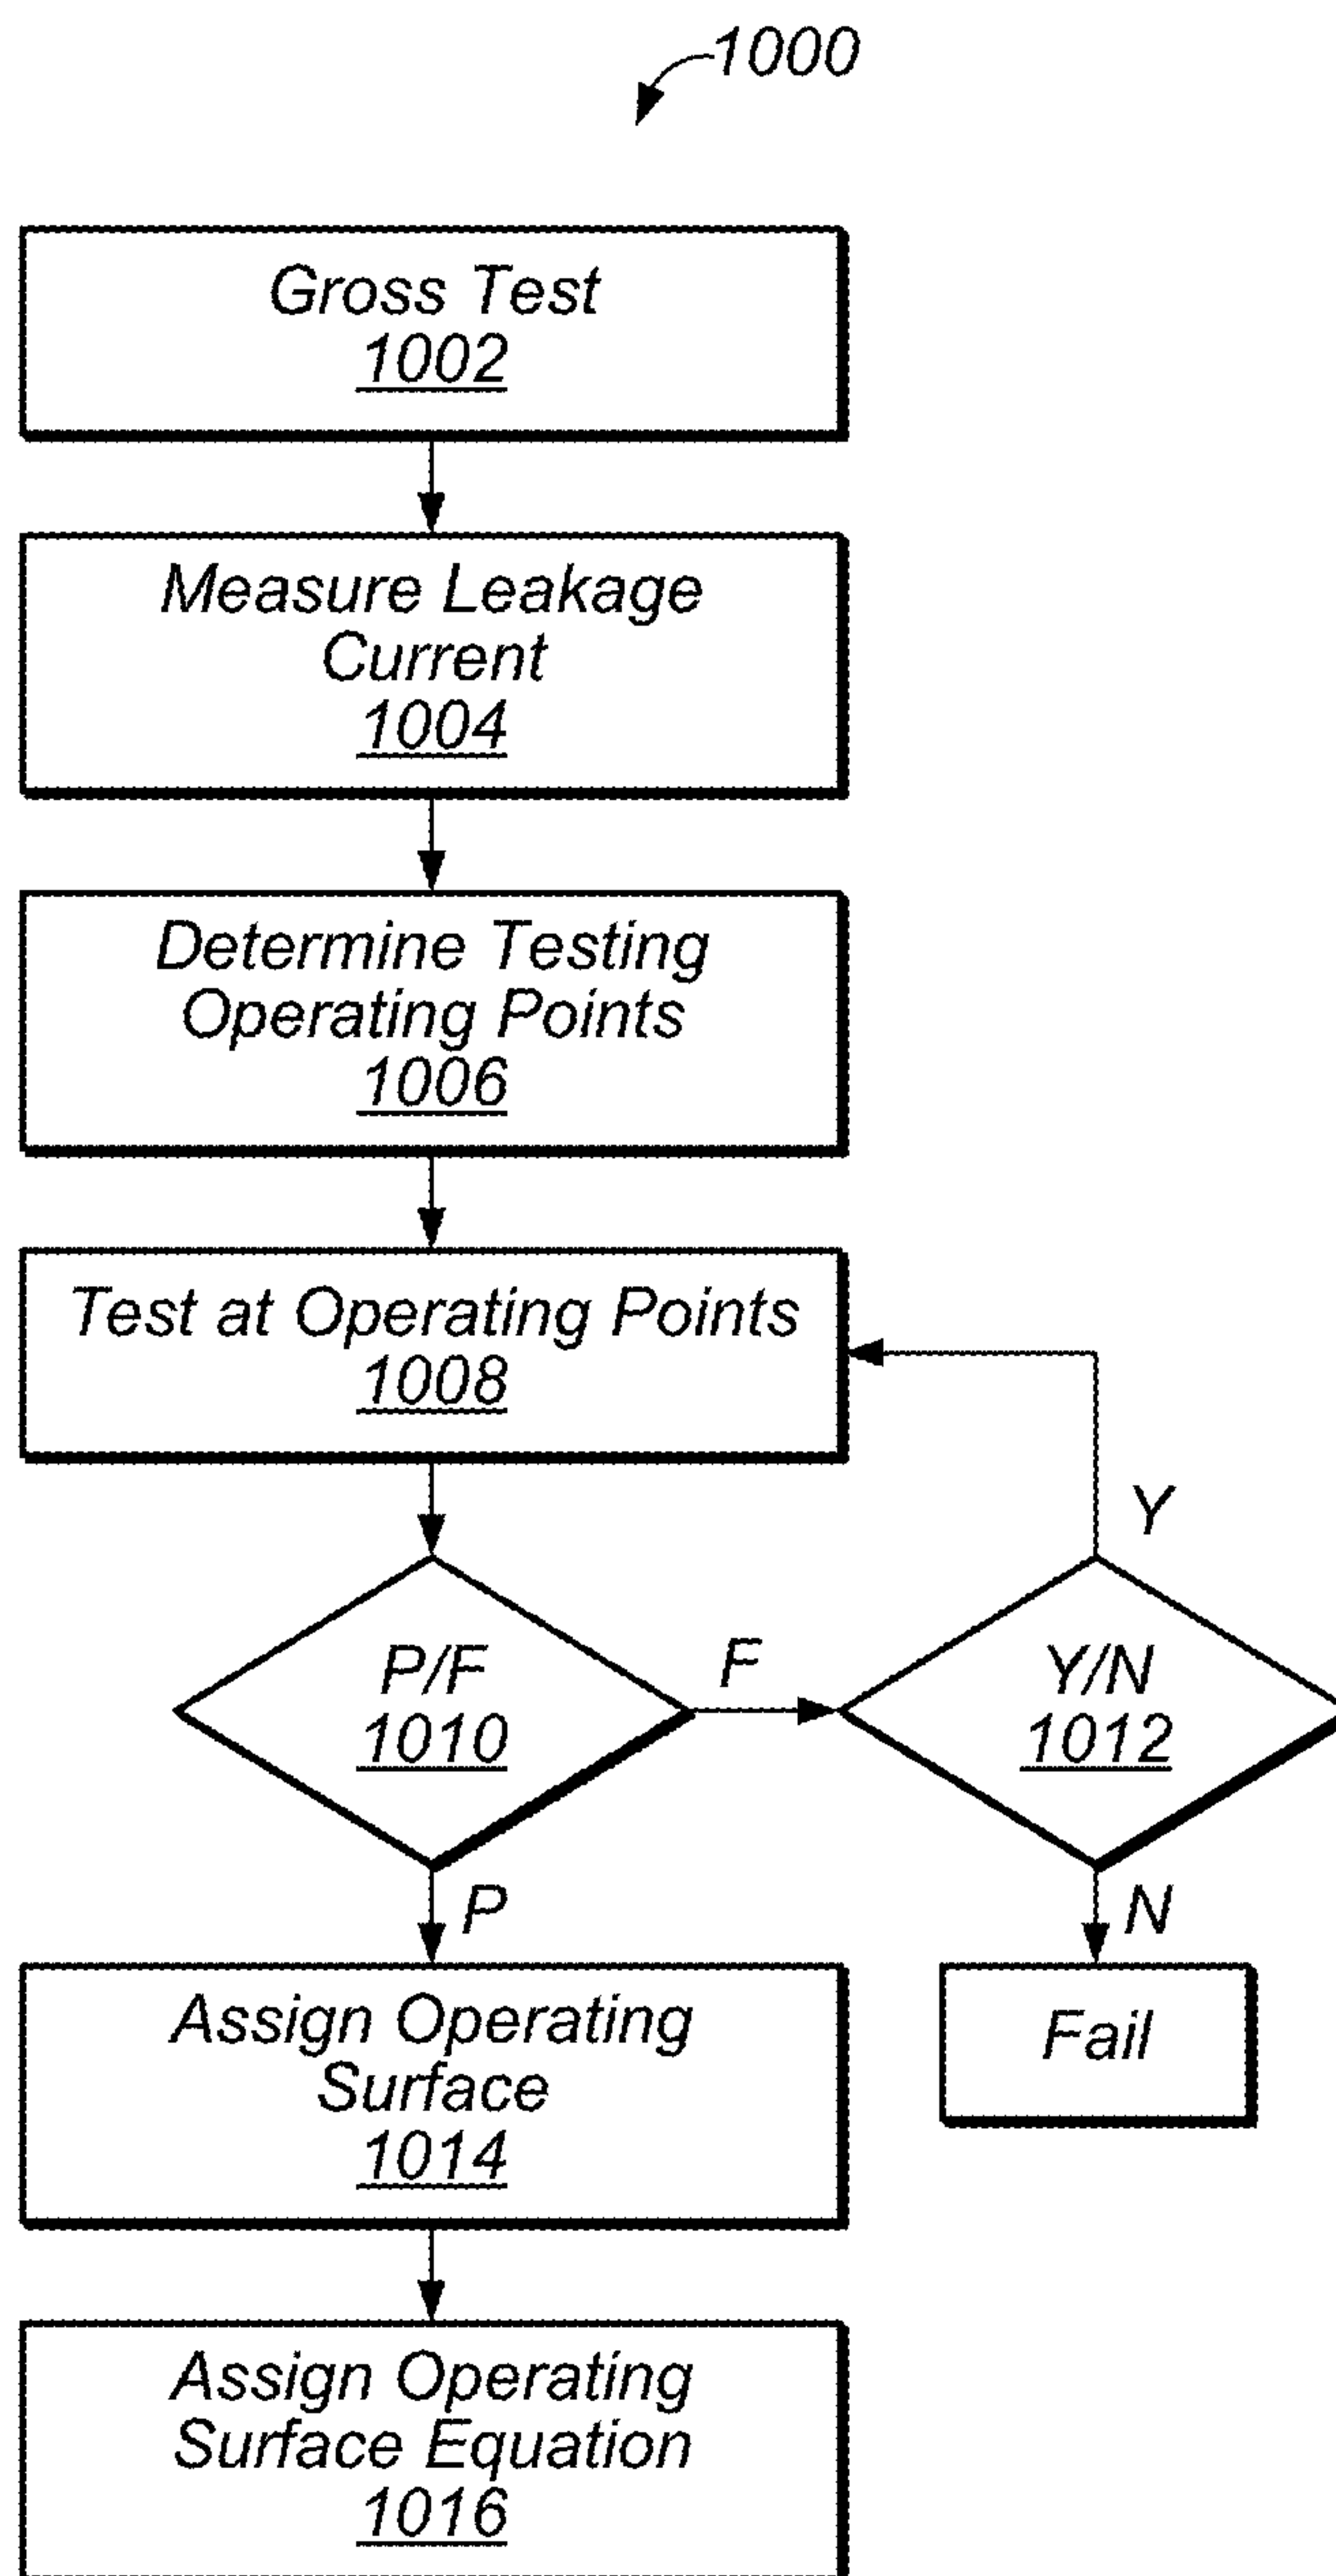 1000
Gross Test
1002
Measure Leakage
Current
1004
Determine Testing
Operating Points
1006
Test at Operating Points
1008
Y
P/F
1010
F
Y/N
1012
P
N
Assign Operating
Surface
1014
Fail
Assign Operating
Surface Equation
1016